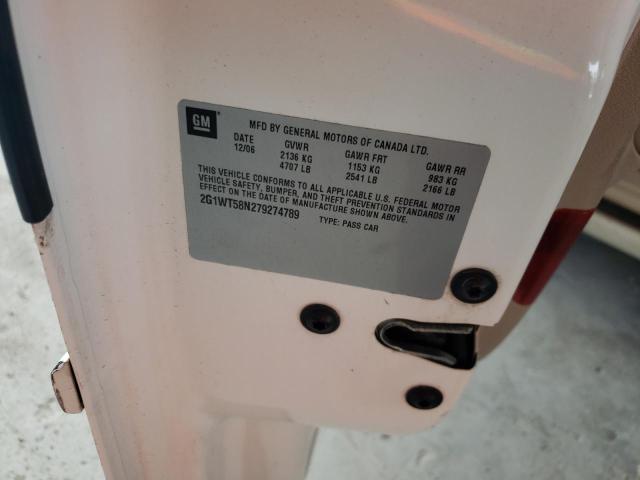 GM
MFD BY GENERAL MOTORS OF CANADA LTD.
DATE GVWR GAWR FRT GAWR RR
12/06 2136 KG 1153 KG 983 KG
4707 LB 2541 LB 2166 LB
THIS VEHICLE CONFORMS TO ALL APPLICABLE U.S. FEDERAL MOTOR
VEHICLE SAFETY, BUMPER, AND THEFT PREVENTION STANDARDS IN
EFFECT ON THE DATE OF MANUFACTURE SHOWN ABOVE.
2G1WT58N279274789 TYPE: PASS CAR